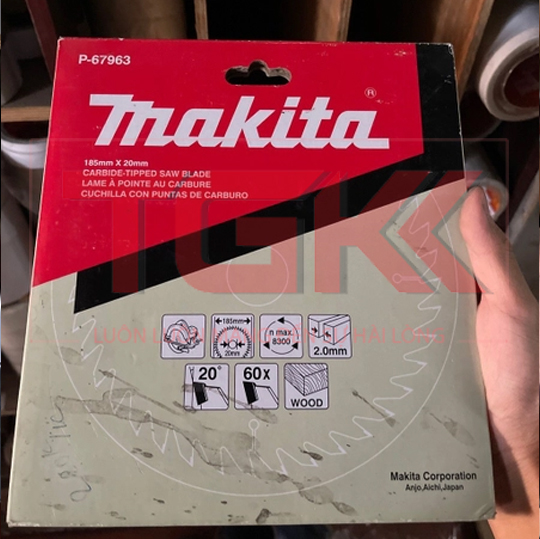 P-67963
makita ®
185mm X 20mm
CARBIDE-TIPPED SAW BLADE
LAME À POINTE AU CARBURE
CUCHILLA CON PUNTAS DE CARBURO
TGK
185mm
20mm
n max.
8300
2.0mm
20°
60x
WOOD
Makita Corporation
Anjo,Aichi,Japan